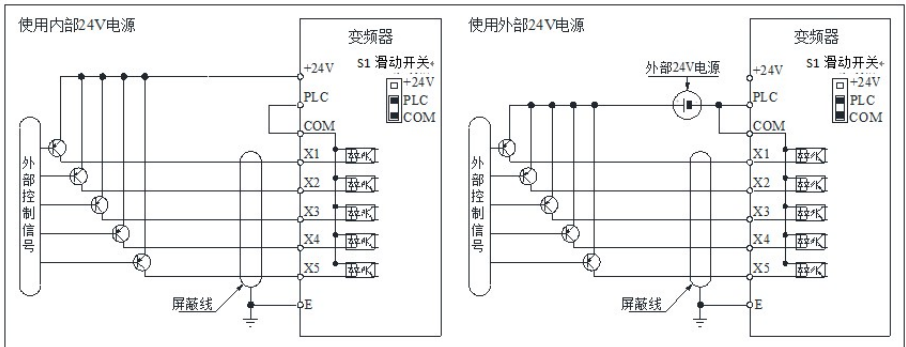 使用内部24V电源
变频器
S1 滑动开关
+24V
PLC
COM
+24V
PLC
COM
X1
X2
X3
X4
X5
E
外部控制信号
屏蔽线
使用外部24V电源
变频器
S1 滑动开关
外部24V电源
+24V
PLC
COM
+24V
PLC
COM
X1
X2
X3
X4
X5
E
外部控制信号
屏蔽线